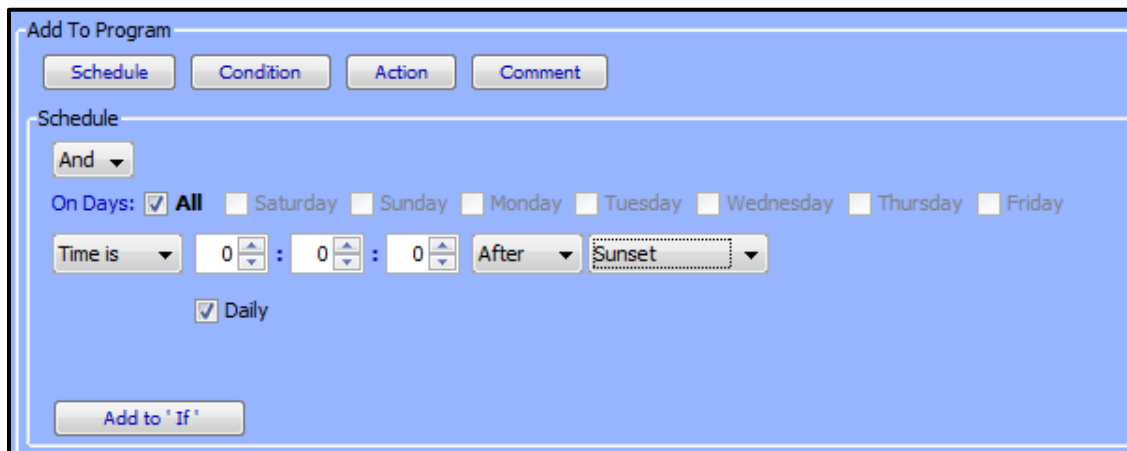 Add To Program
Schedule Condition Action Comment
Schedule
And
On Days: All Saturday Sunday Monday Tuesday Wednesday Thursday Friday
Time is 0 : 0 : 0 After Sunset
Daily
Add to ' If '